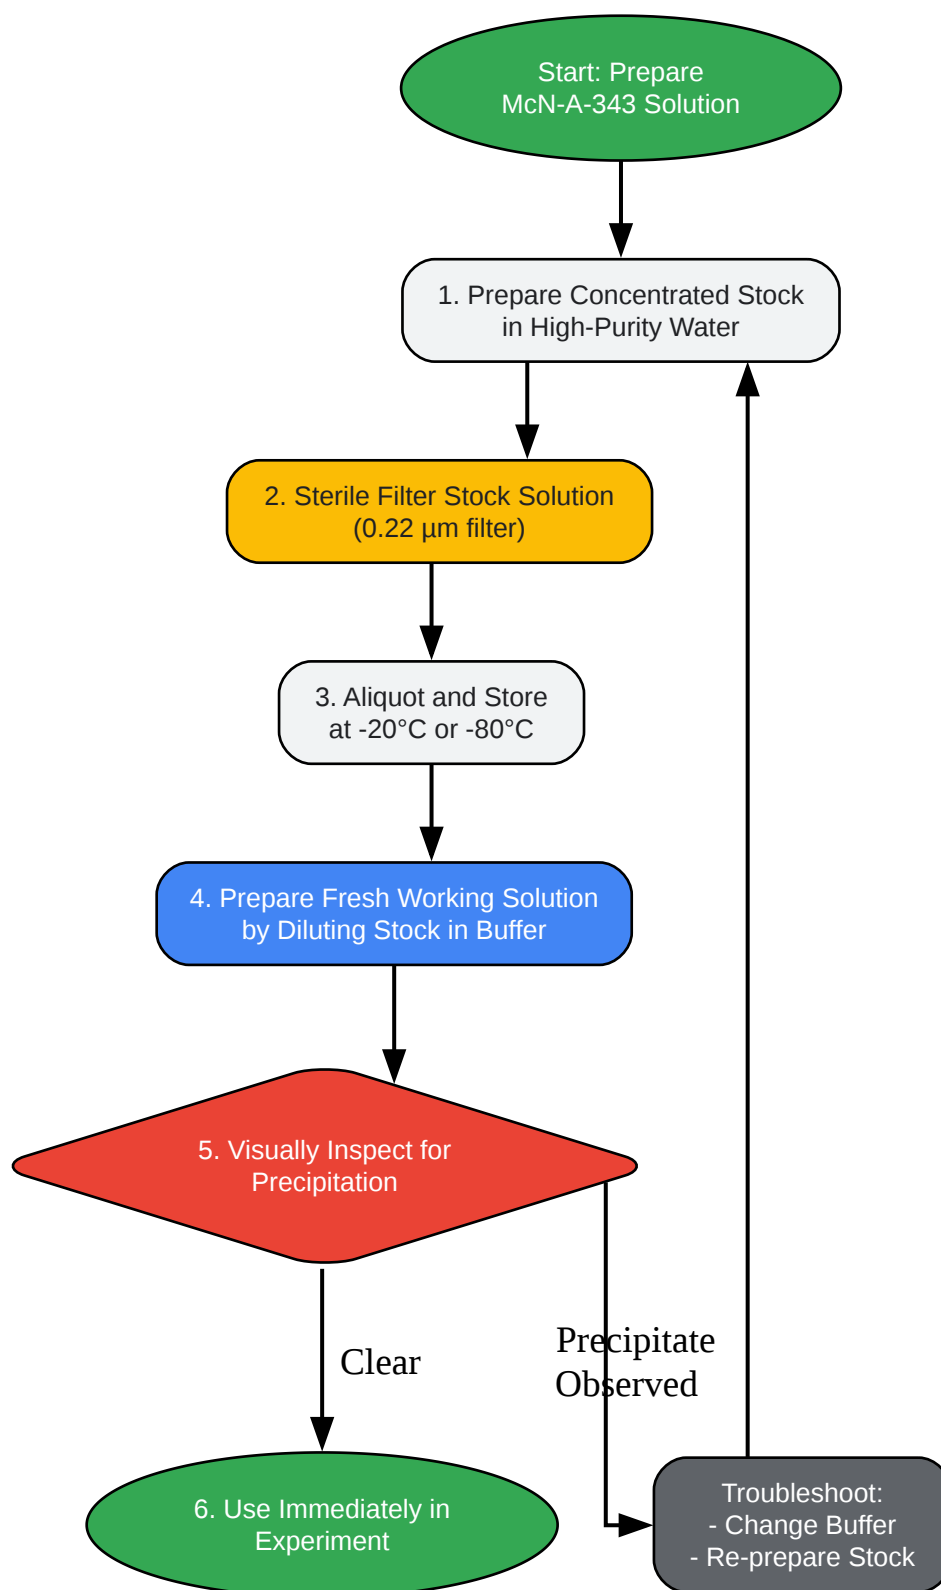 Start: Prepare
McN-A-343 Solution
1. Prepare Concentrated Stock
in High-Purity Water
2. Sterile Filter Stock Solution
(0.22 µm filter)
3. Aliquot and Store
at -20°C or -80°C
4. Prepare Fresh Working Solution
by Diluting Stock in Buffer
5. Visually Inspect for
Precipitation
Clear
Precipitate
Observed
6. Use Immediately in
Experiment
Troubleshoot:
- Change Buffer
- Re-prepare Stock